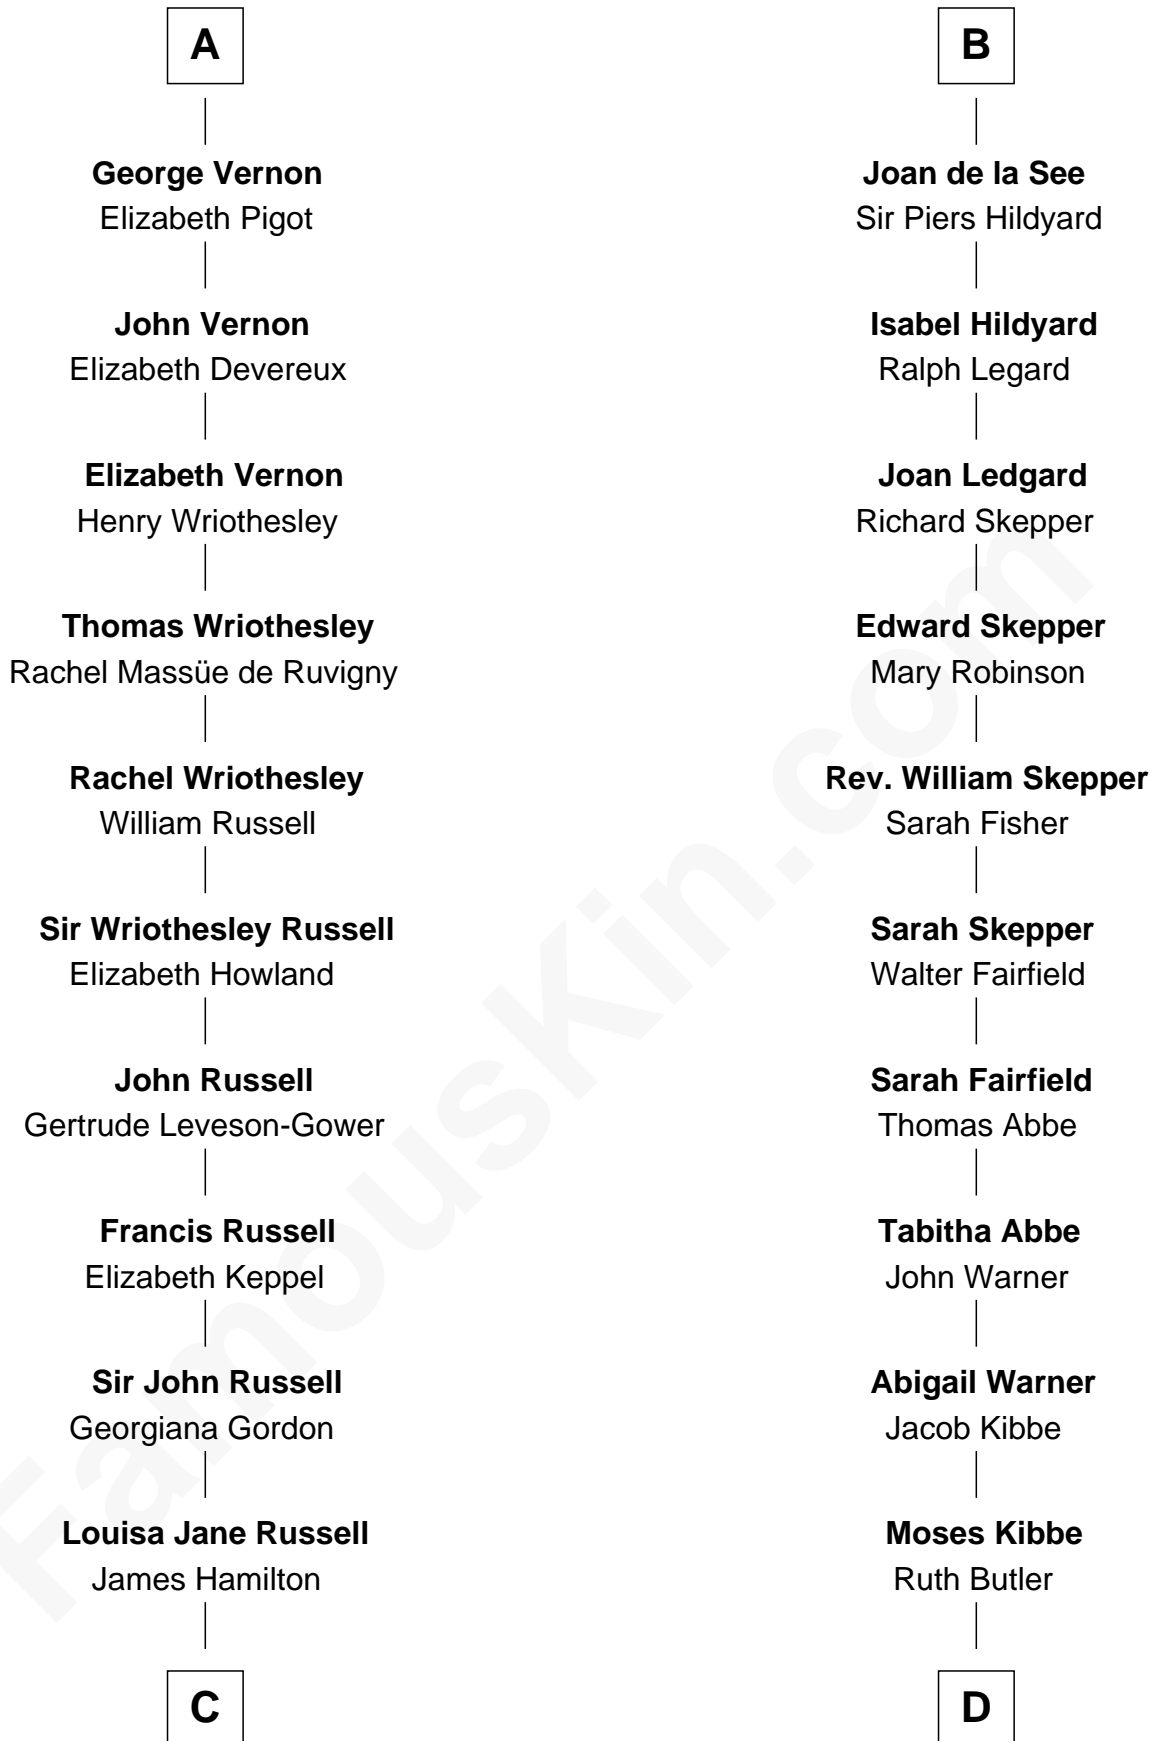 A
George Vernon
Elizabeth Pigot
John Vernon
Elizabeth Devereux
Elizabeth Vernon
Henry Wriothesley
Thomas Wriothesley
Rachel Massüe de Ruvigny
Rachel Wriothesley
William Russell
Sir Wriothesley Russell
Elizabeth Howland
John Russell
Gertrude Leveson-Gower
Francis Russell
Elizabeth Keppel
Sir John Russell
Georgiana Gordon
Louisa Jane Russell
James Hamilton
C
B
Joan de la See
Sir Piers Hildyard
Isabel Hildyard
Ralph Legard
Joan Ledgard
Richard Skepper
Edward Skepper
Mary Robinson
Rev. William Skepper
Sarah Fisher
Sarah Skepper
Walter Fairfield
Sarah Fairfield
Thomas Abbe
Tabitha Abbe
John Warner
Abigail Warner
Jacob Kibbe
Moses Kibbe
Ruth Butler
D
FamousKin.com